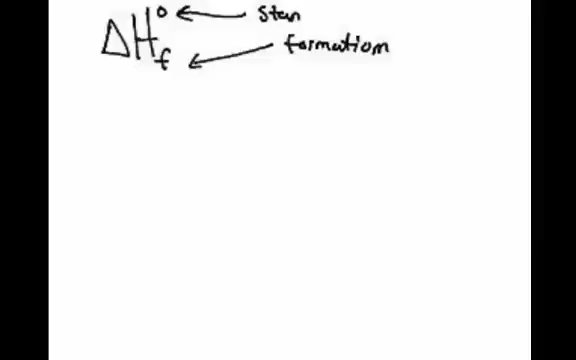 ΔH°f ← Stan
← formation